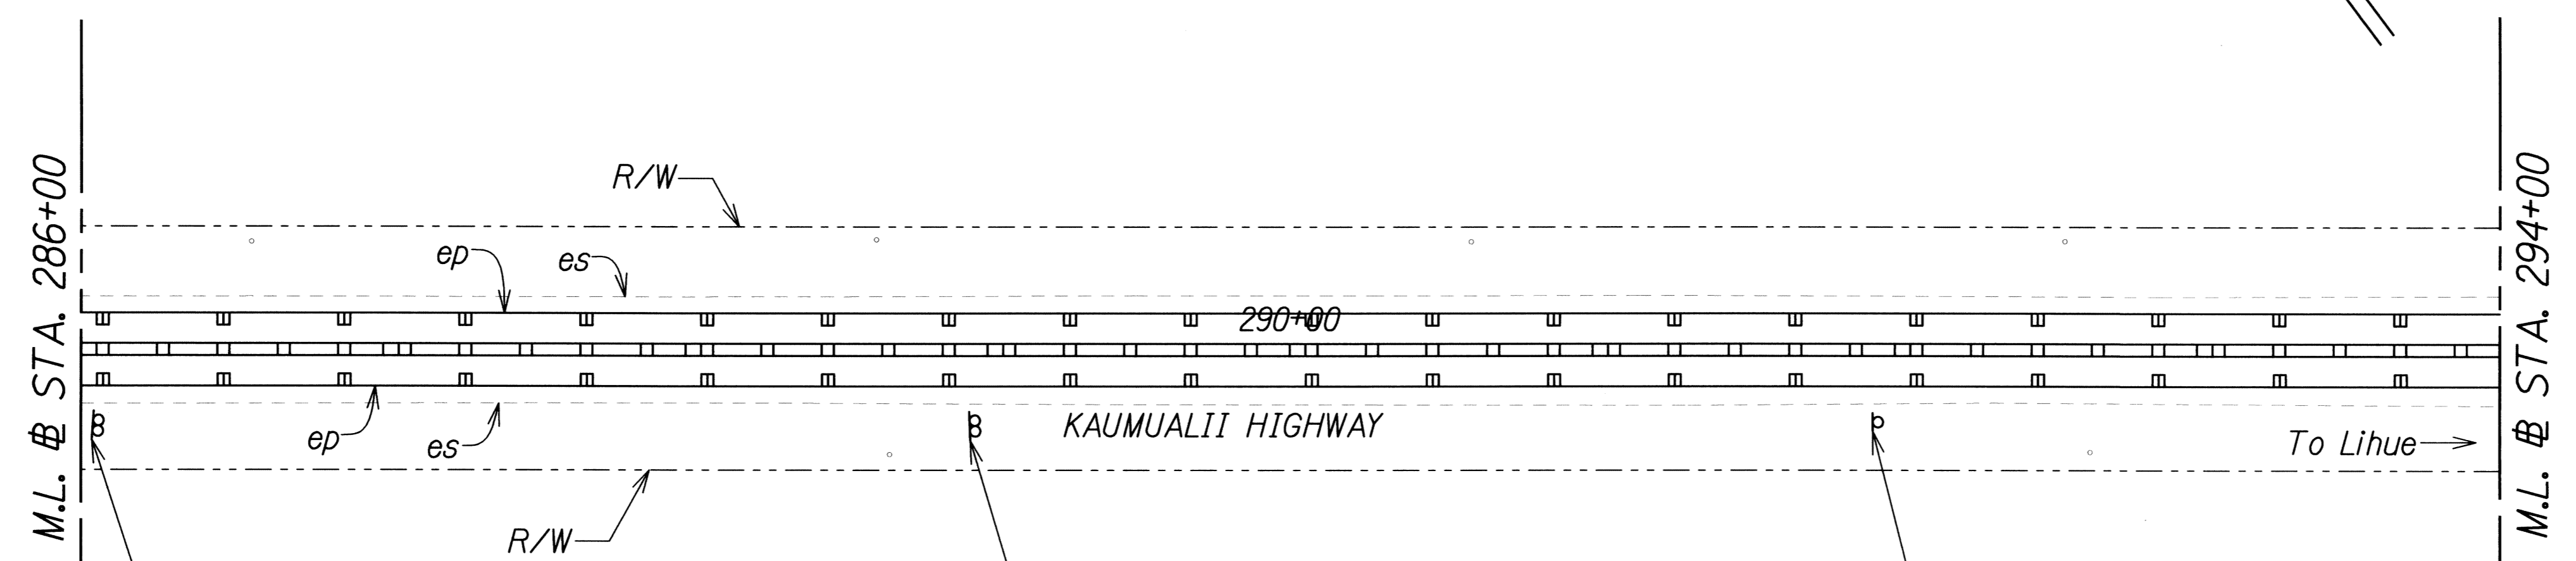 M.L. ⅊ STA. 286+00
R/W
ep
es
290+00
ep
es
KAUMUALII HIGHWAY
To Lihue
R/W
M.L. ⅊ STA. 294+00